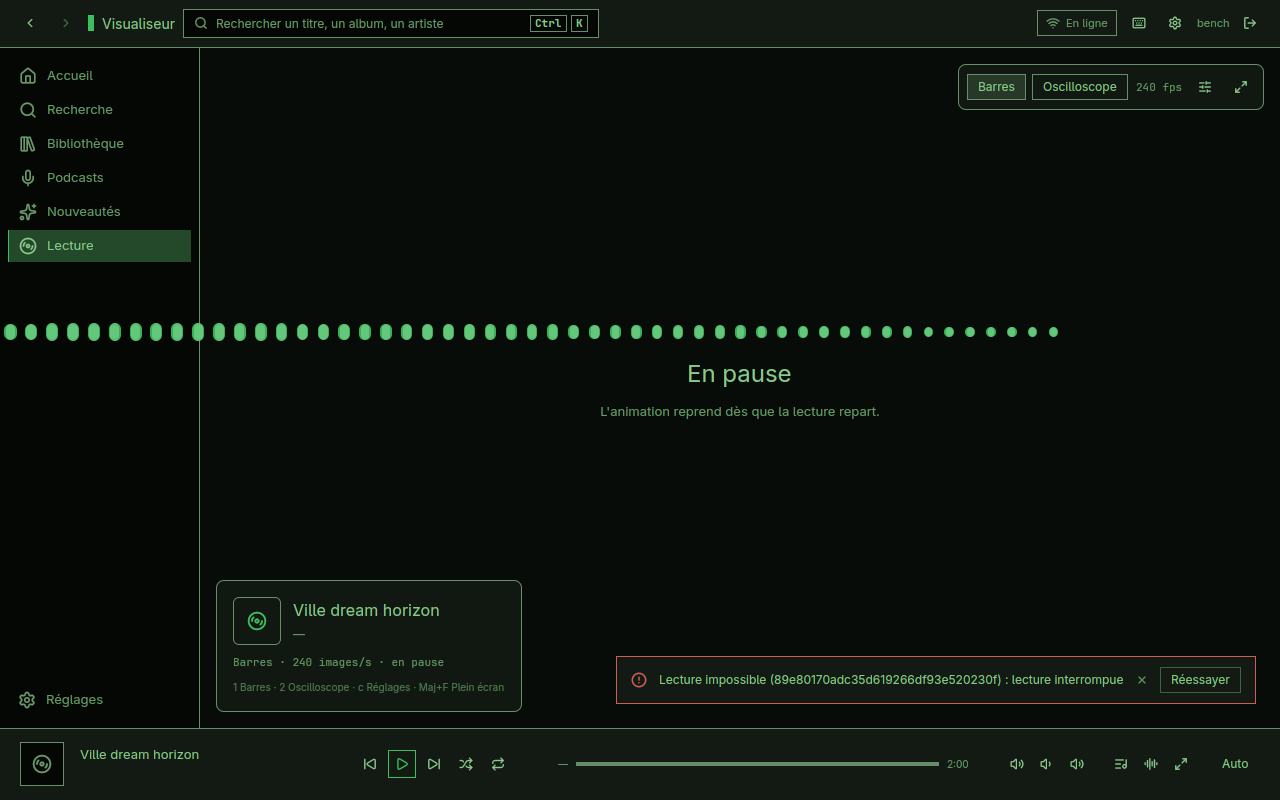 Visualiseur
Rechercher un titre, un album, un artiste
Ctrl K
En ligne
bench
Accueil
Recherche
Bibliothèque
Podcasts
Nouveautés
Lecture
Réglages
Barres
Oscilloscope
240 fps
En pause
L'animation reprend dès que la lecture repart.
Ville dream horizon
—
Barres · 240 images/s · en pause
1 Barres · 2 Oscilloscope · c Réglages · Maj+F Plein écran
Lecture impossible (89e80170adc35d619266df93e520230f) : lecture interrompue
Réessayer
Ville dream horizon
—
2:00
Auto